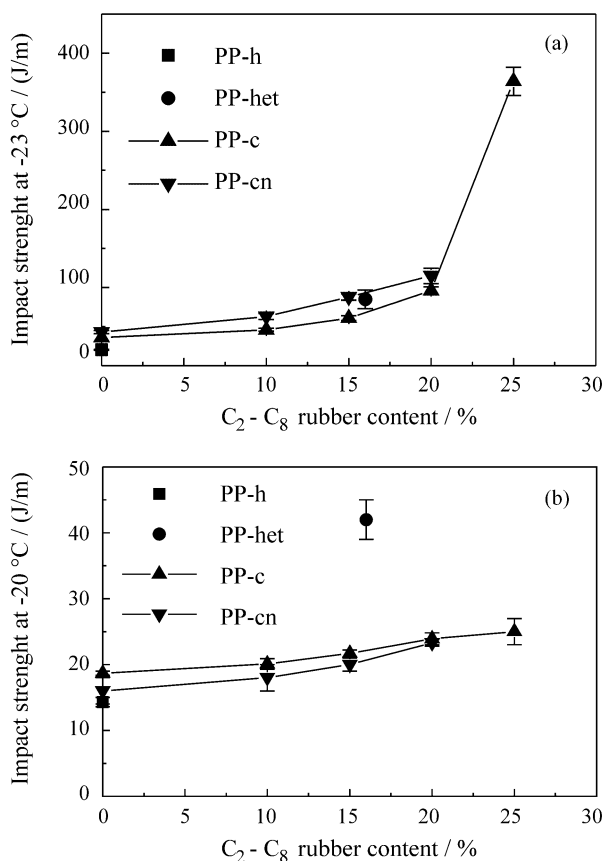 400
300
200
100
0
Impact strenght at -23 °C / (J/m)
PP-h
PP-het
PP-c
PP-cn
(a)
0 5 10 15 20 25 30
C₂ - C₈ rubber content / %
50
40
30
20
10
0
Impact strenght at -20 °C / (J/m)
PP-h
PP-het
PP-c
PP-cn
(b)
0 5 10 15 20 25 30
C₂ - C₈ rubber content / %